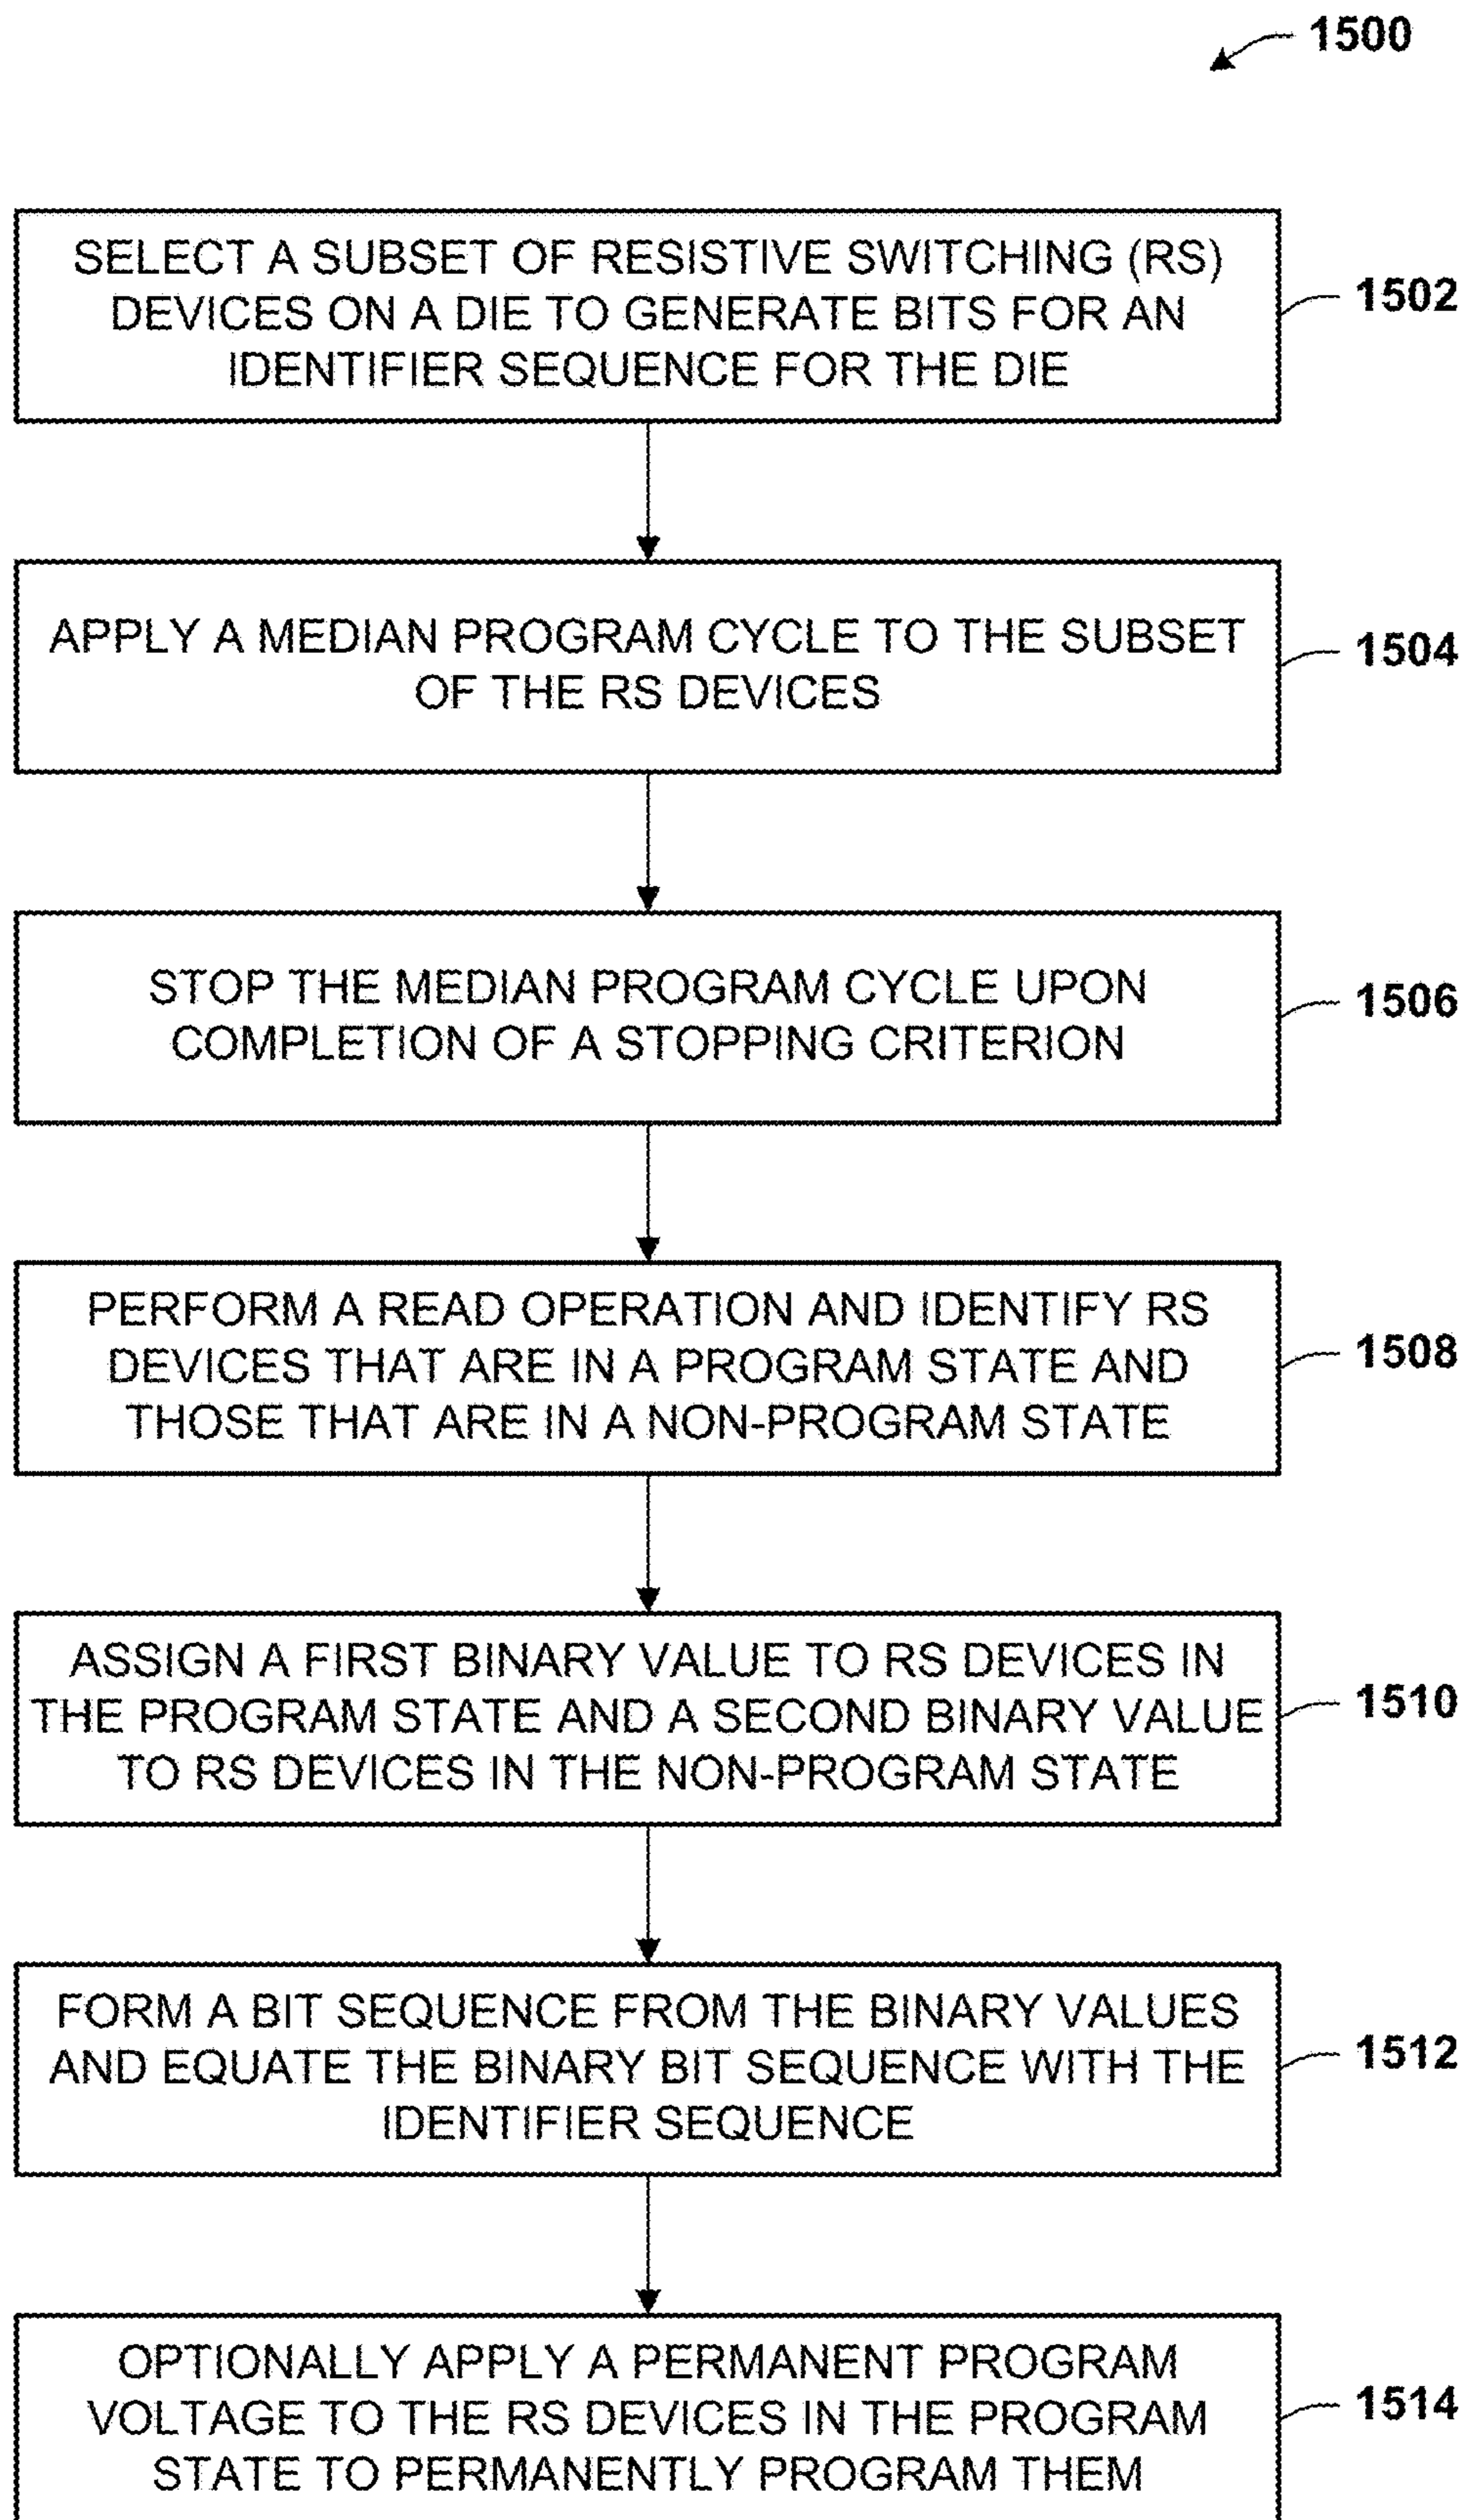 1500
SELECT A SUBSET OF RESISTIVE SWITCHING (RS)
DEVICES ON A DIE TO GENERATE BITS FOR AN
IDENTIFIER SEQUENCE FOR THE DIE
1502
APPLY A MEDIAN PROGRAM CYCLE TO THE SUBSET
OF THE RS DEVICES
1504
STOP THE MEDIAN PROGRAM CYCLE UPON
COMPLETION OF A STOPPING CRITERION
1506
PERFORM A READ OPERATION AND IDENTIFY RS
DEVICES THAT ARE IN A PROGRAM STATE AND
THOSE THAT ARE IN A NON-PROGRAM STATE
1508
ASSIGN A FIRST BINARY VALUE TO RS DEVICES IN
THE PROGRAM STATE AND A SECOND BINARY VALUE
TO RS DEVICES IN THE NON-PROGRAM STATE
1510
FORM A BIT SEQUENCE FROM THE BINARY VALUES
AND EQUATE THE BINARY BIT SEQUENCE WITH THE
IDENTIFIER SEQUENCE
1512
OPTIONALLY APPLY A PERMANENT PROGRAM
VOLTAGE TO THE RS DEVICES IN THE PROGRAM
STATE TO PERMANENTLY PROGRAM THEM
1514